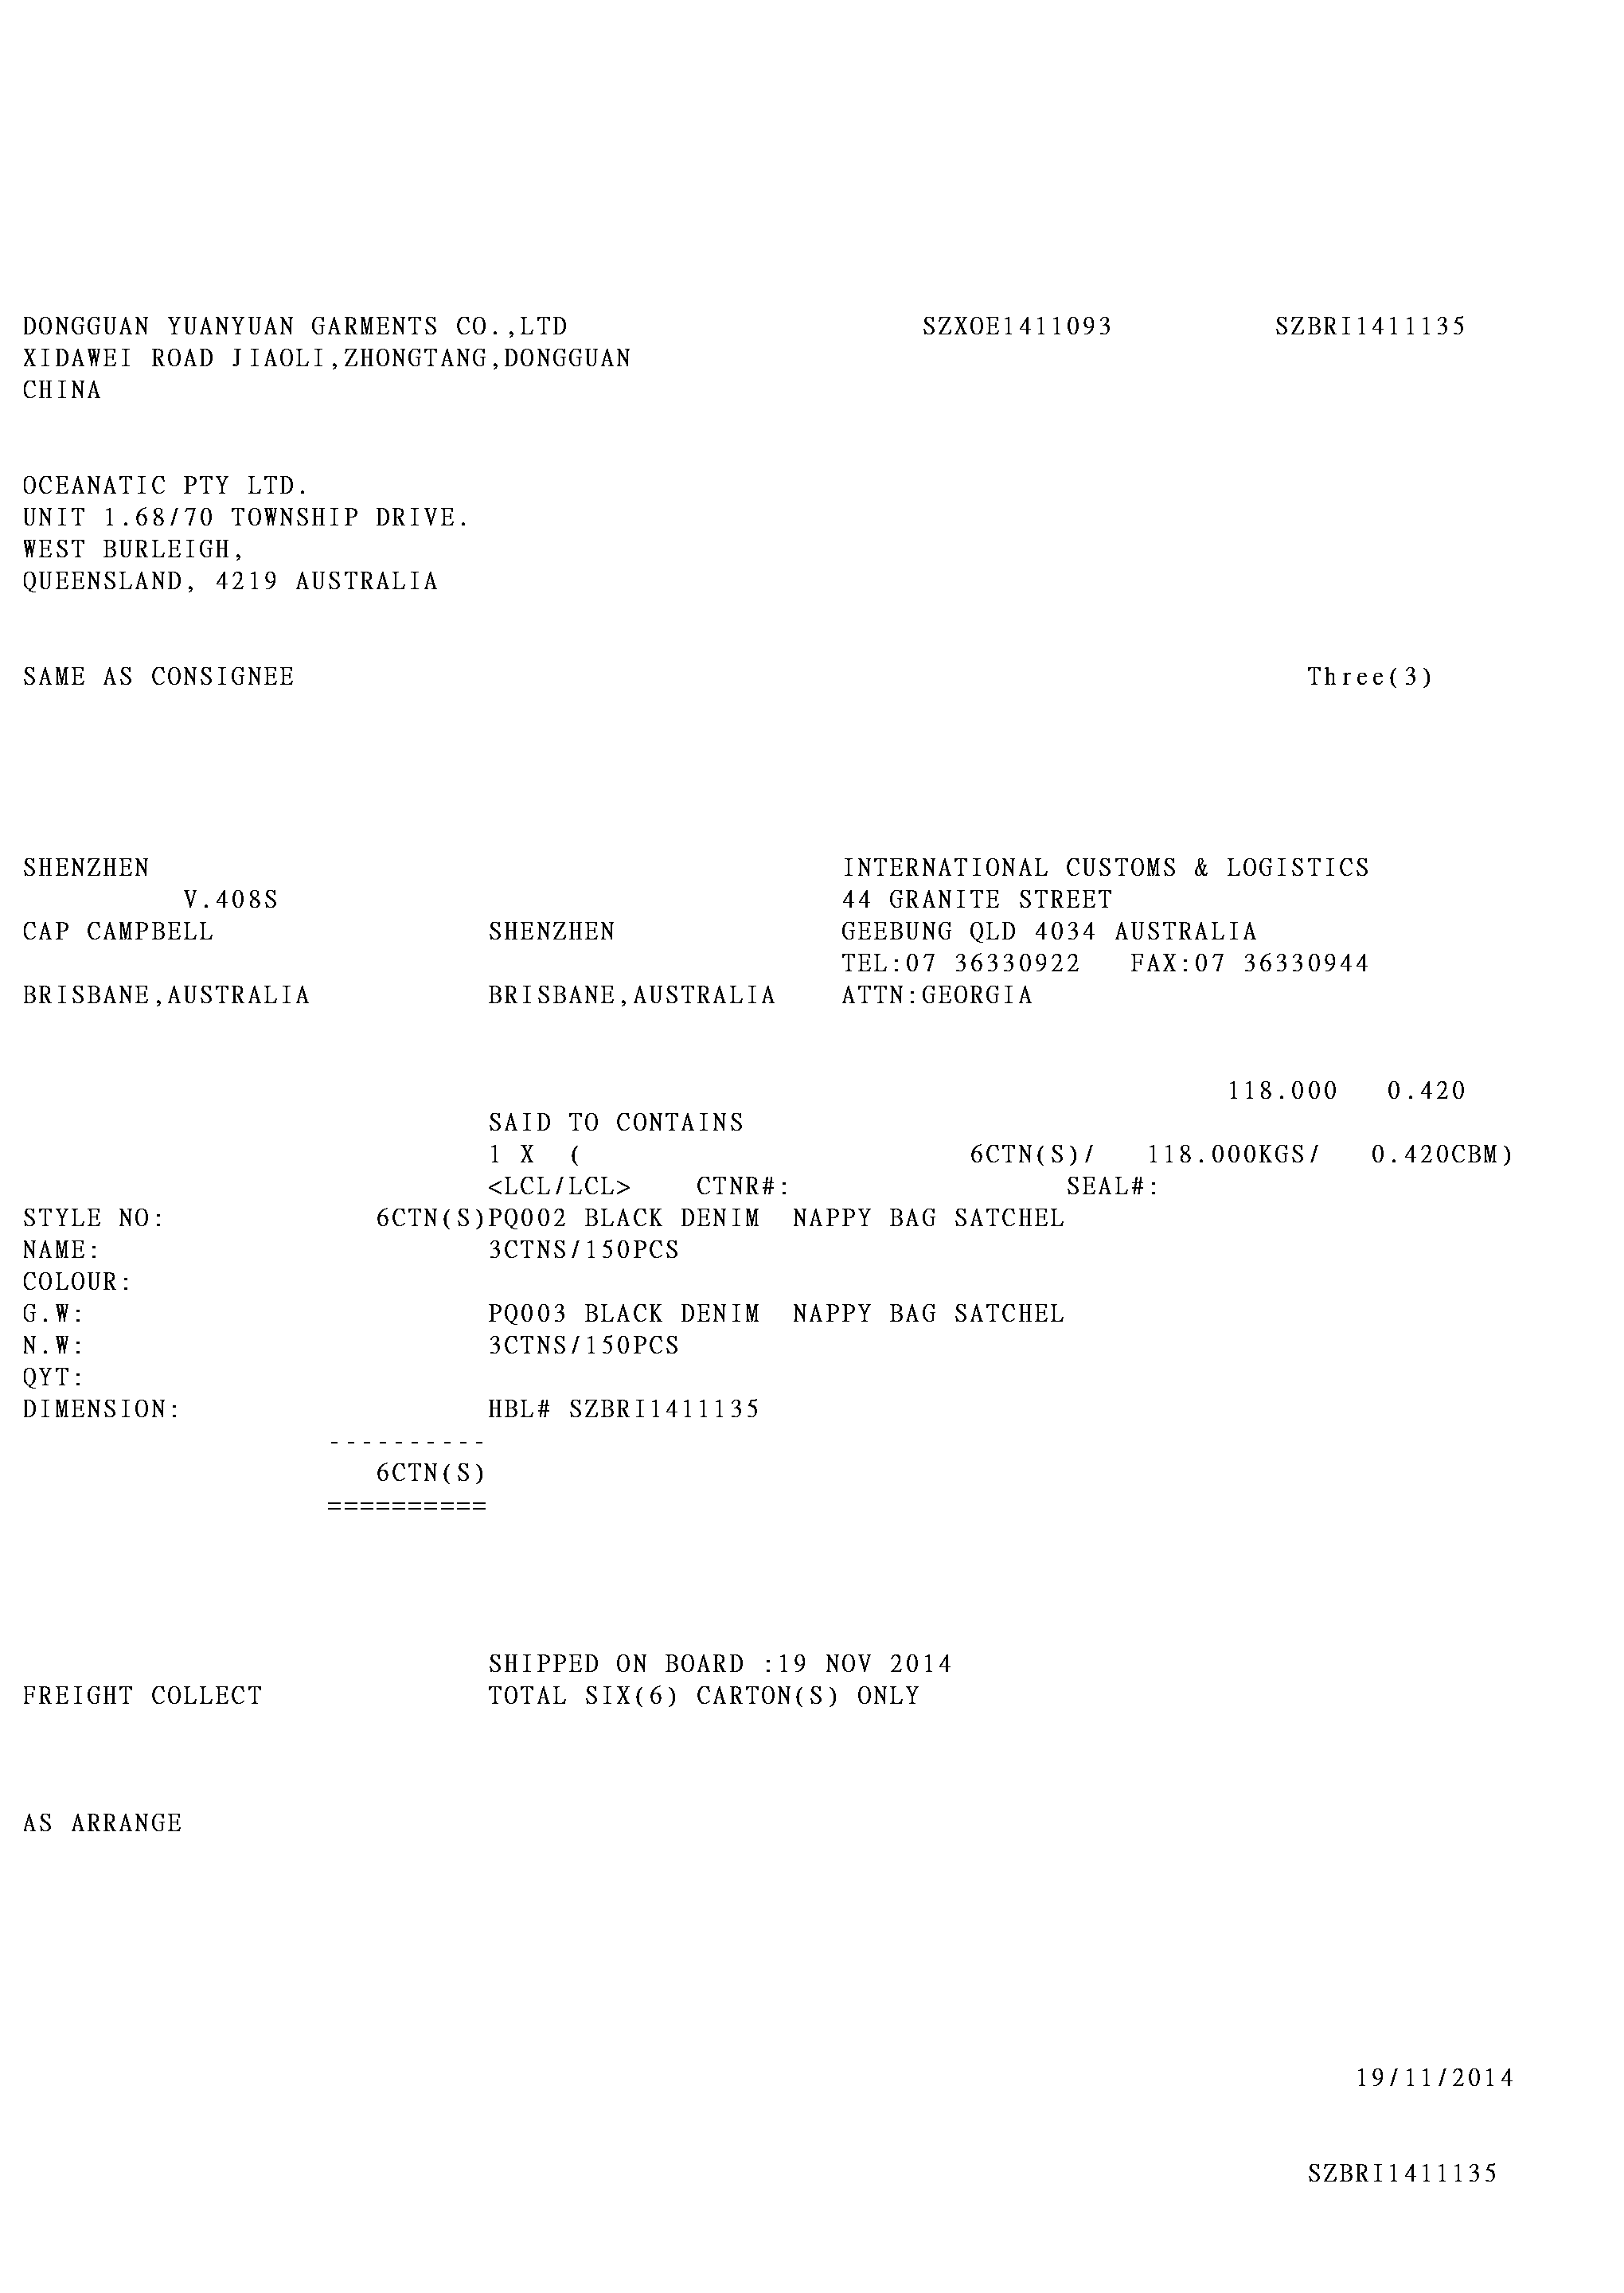 DONGGUAN YUANYUAN GARMENTS CO.,LTD SZXOE1411093 SZBRI1411135
XIDAWEI ROAD JIAOLI,ZHONGTANG,DONGGUAN
CHINA
OCEANATIC PTY LTD.
UNIT 1.68/70 TOWNSHIP DRIVE.
WEST BURLEIGH,
QUEENSLAND, 4219 AUSTRALIA
SAME AS CONSIGNEE Three(3)
SHENZHEN INTERNATIONAL CUSTOMS & LOGISTICS
V.408S 44 GRANITE STREET
CAP CAMPBELL SHENZHEN GEEBUNG QLD 4034 AUSTRALIA
TEL:07 36330922 FAX:07 36330944
BRISBANE,AUSTRALIA BRISBANE,AUSTRALIA ATTN:GEORGIA
118.000 0.420
SAID TO CONTAINS
1 X ( 6CTN(S)/ 118.000KGS/ 0.420CBM)
<LCL/LCL> CTNR#: SEAL#:
STYLE NO: 6CTN(S)PQ002 BLACK DENIM NAPPY BAG SATCHEL
NAME: 3CTNS/150PCS
COLOUR:
G.W: PQ003 BLACK DENIM NAPPY BAG SATCHEL
N.W: 3CTNS/150PCS
QYT:
DIMENSION: HBL# SZBRI1411135
----------
6CTN(S)
==========
SHIPPED ON BOARD :19 NOV 2014
FREIGHT COLLECT TOTAL SIX(6) CARTON(S) ONLY
AS ARRANGE
19/11/2014
SZBRI1411135